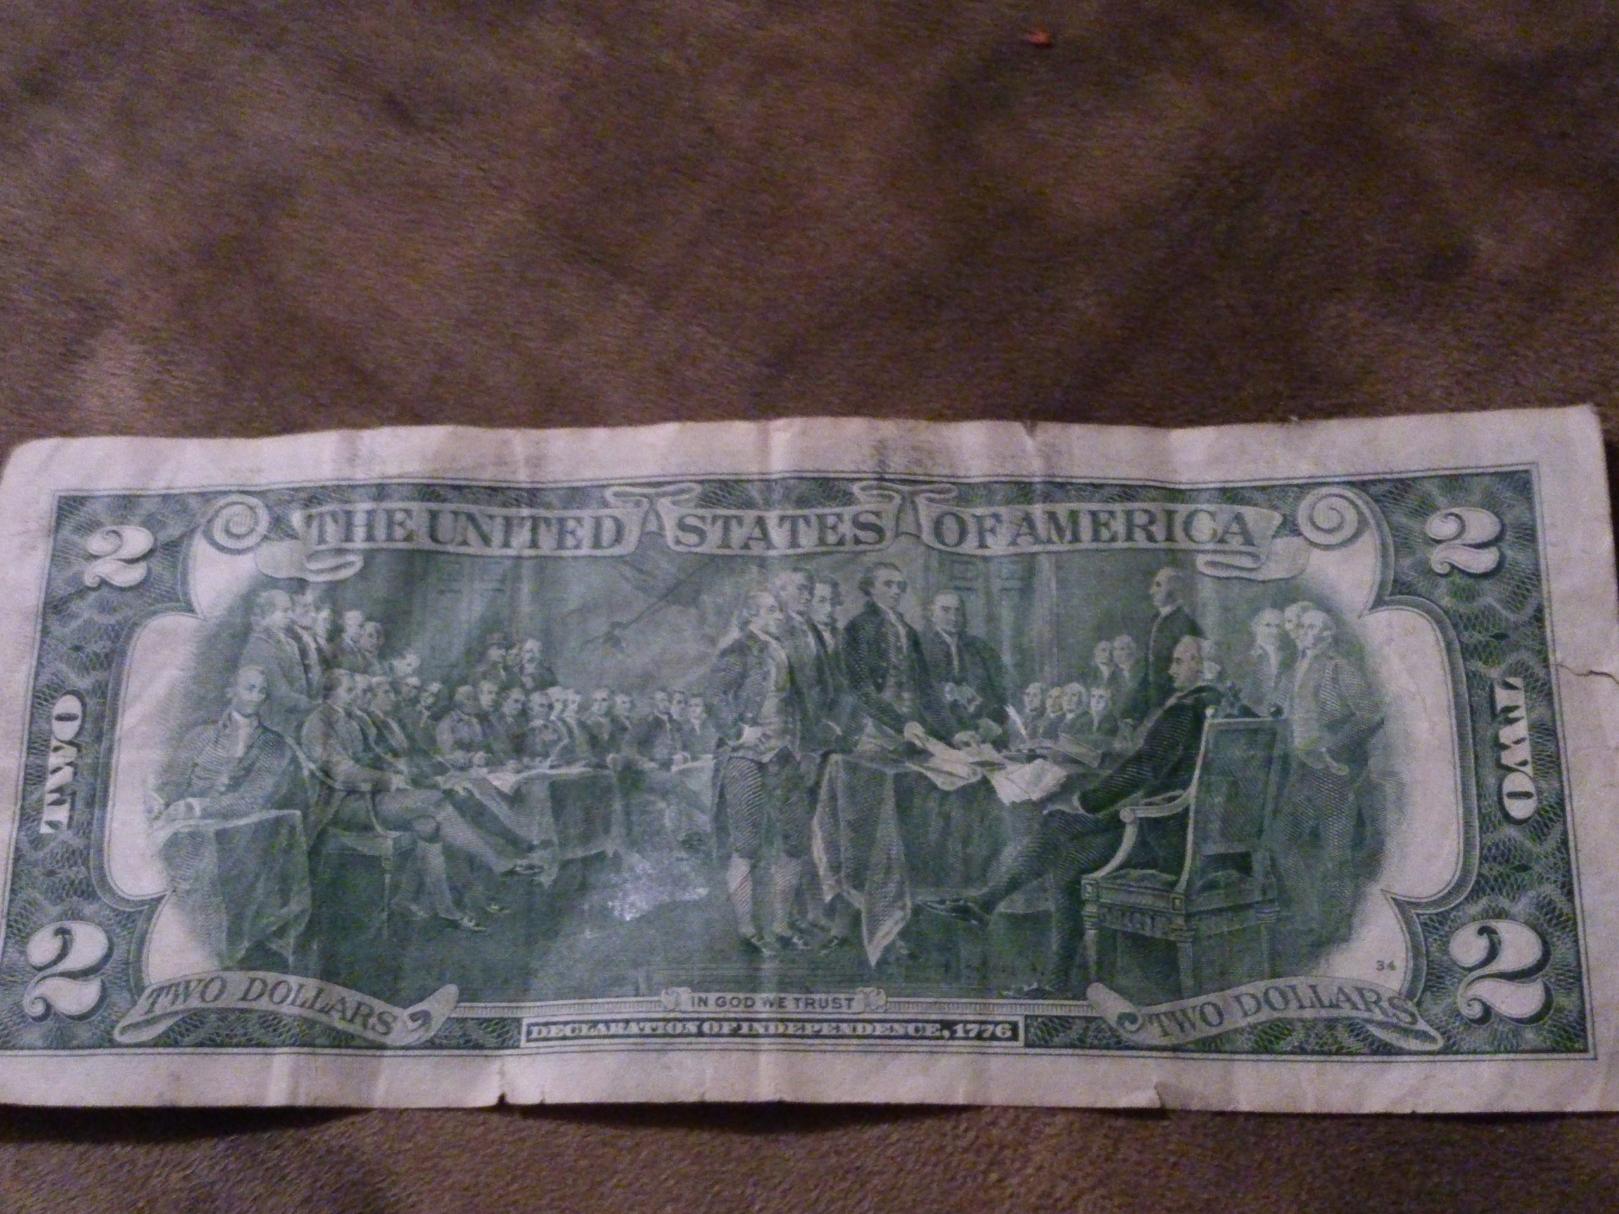 THE UNITED STATES OF AMERICA
2
2
TWO
TWO
2
2
34
TWO DOLLARS
IN GOD WE TRUST
TWO DOLLARS
DECLARATION OF INDEPENDENCE, 1776